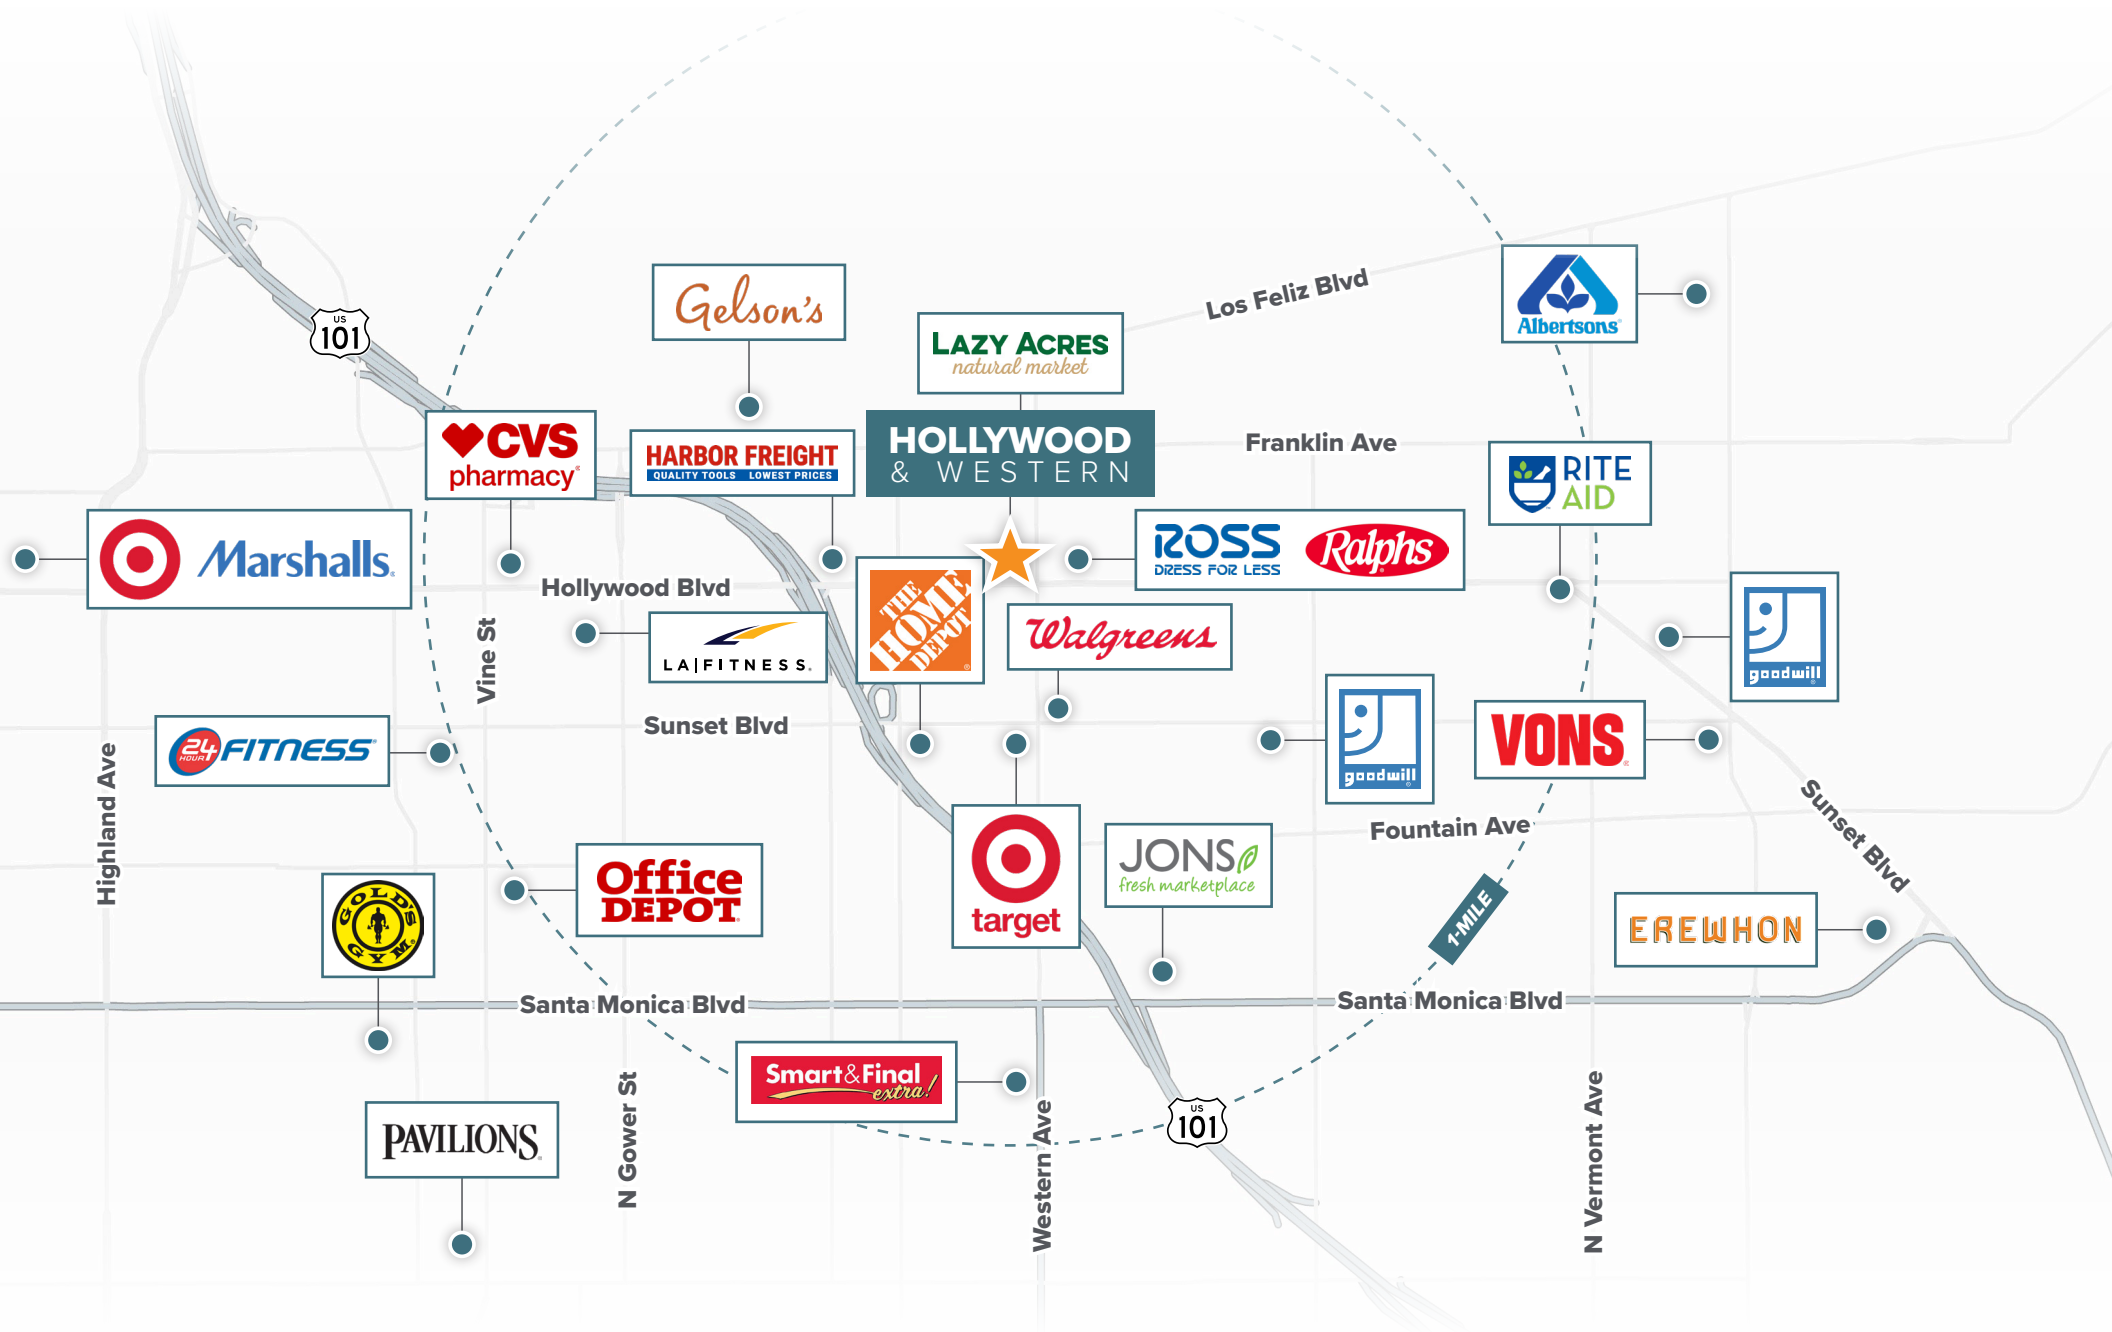 US
101
Gelson's
LAZY ACRES
natural market
Los Feliz Blvd
Albertsons
CVS
pharmacy
HARBOR FREIGHT
QUALITY TOOLS LOWEST PRICES
HOLLYWOOD
& WESTERN
Franklin Ave
RITE
AID
Marshalls
ROSS
DRESS FOR LESS
Ralphs
Hollywood Blvd
THE
HOME
DEPOT
Walgreens
LA|FITNESS.
Vine St
goodwill
Sunset Blvd
24
HOUR
FITNESS
goodwill
VONS
Highland Ave
Fountain Ave
Sunset Blvd
Office
DEPOT
target
JONS
fresh marketplace
GOLD'S
GYM
1-MILE
EREWHON
Santa Monica Blvd
Santa Monica Blvd
Smart&Final
extra!
PAVILIONS
N Gower St
Western Ave
US
101
N Vermont Ave